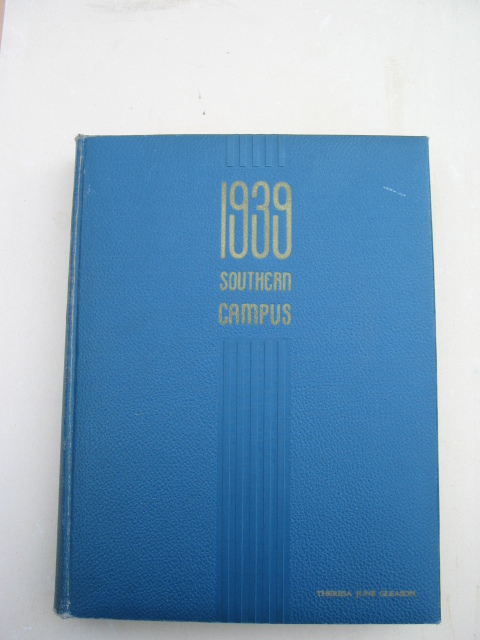 1939
SOUTHERN
CAMPUS
THERESA JUNE GLEASON